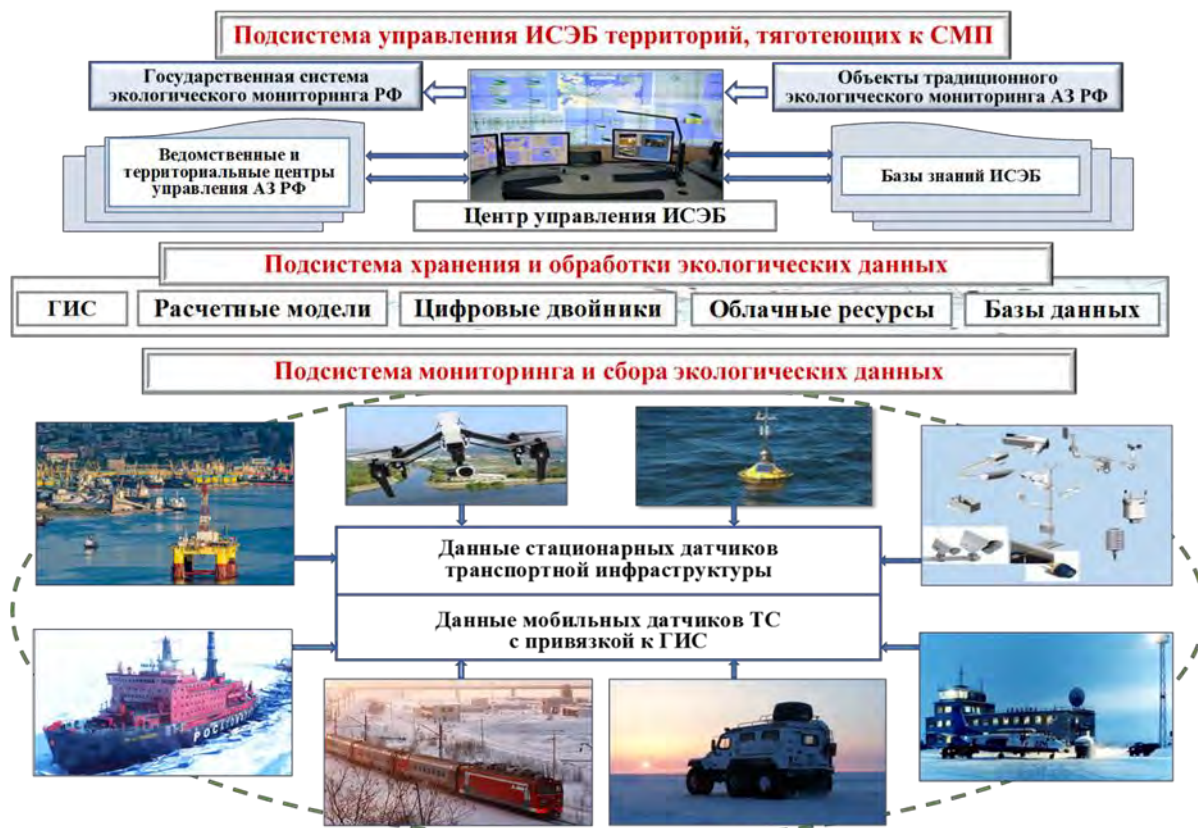 Подсистема управления ИСЭБ территорий, тяготеющих к СМП
Государственная система
экологического мониторинга РФ
Объекты традиционного
экологического мониторинга АЗ РФ
Ведомственные и
территориальные центры
управления АЗ РФ
Базы знаний ИСЭБ
Центр управления ИСЭБ
Подсистема хранения и обработки экологических данных
ГИС
Расчетные модели
Цифровые двойники
Облачные ресурсы
Базы данных
Подсистема мониторинга и сбора экологических данных
Данные стационарных датчиков
транспортной инфраструктуры
Данные мобильных датчиков ТС
с привязкой к ГИС